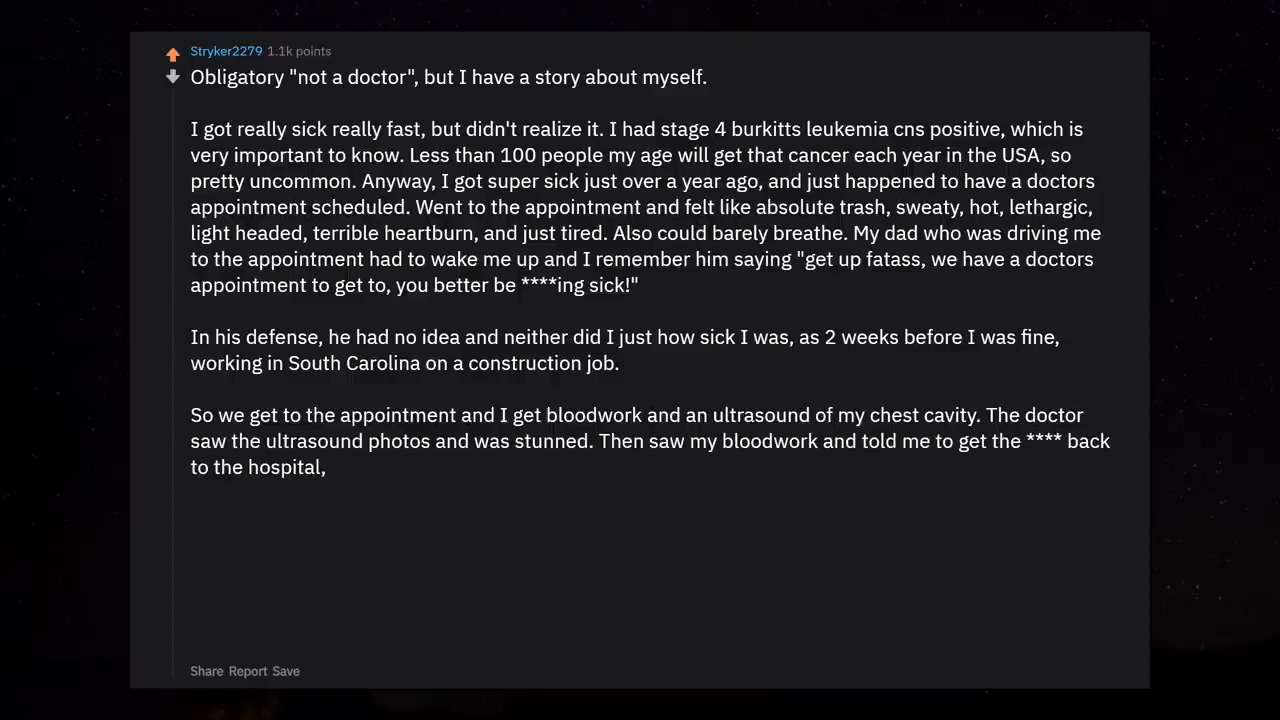 Stryker2279 1.1k points
Obligatory "not a doctor", but I have a story about myself.
I got really sick really fast, but didn't realize it. I had stage 4 burkitts leukemia cns positive, which is
very important to know. Less than 100 people my age will get that cancer each year in the USA, so
pretty uncommon. Anyway, I got super sick just over a year ago, and just happened to have a doctors
appointment scheduled. Went to the appointment and felt like absolute trash, sweaty, hot, lethargic,
light headed, terrible heartburn, and just tired. Also could barely breathe. My dad who was driving me
to the appointment had to wake me up and I remember him saying "get up fatass, we have a doctors
appointment to get to, you better be ****ing sick!"
In his defense, he had no idea and neither did I just how sick I was, as 2 weeks before I was fine,
working in South Carolina on a construction job.
So we get to the appointment and I get bloodwork and an ultrasound of my chest cavity. The doctor
saw the ultrasound photos and was stunned. Then saw my bloodwork and told me to get the **** back
to the hospital,
Share Report Save